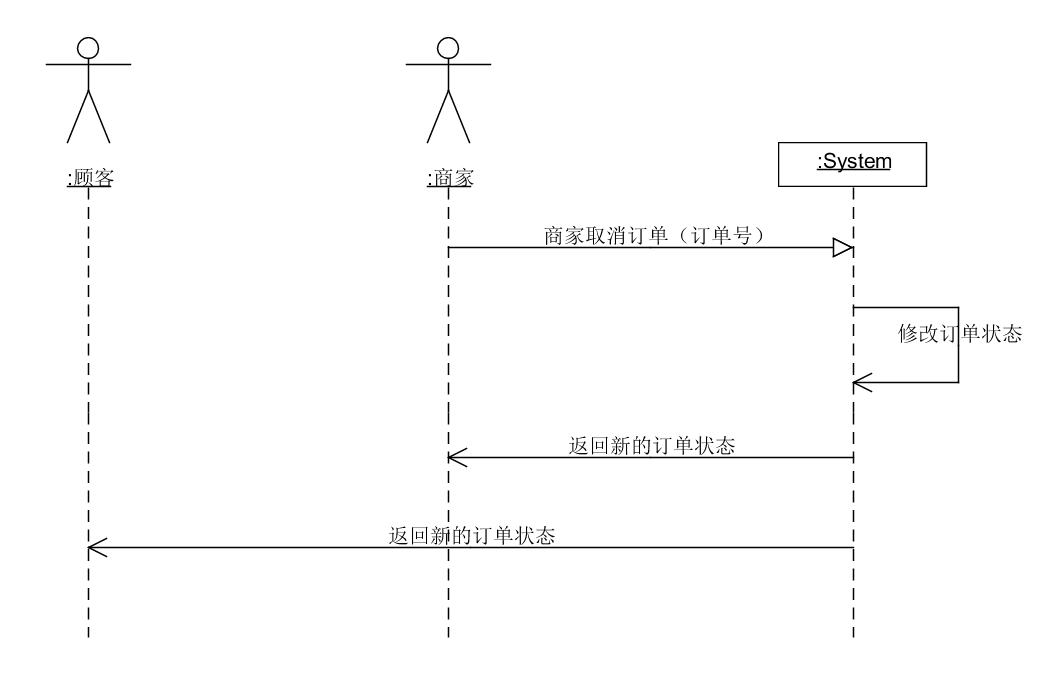 :顾客
:商家
:System
商家取消订单（订单号）
修改订单状态
返回新的订单状态
返回新的订单状态